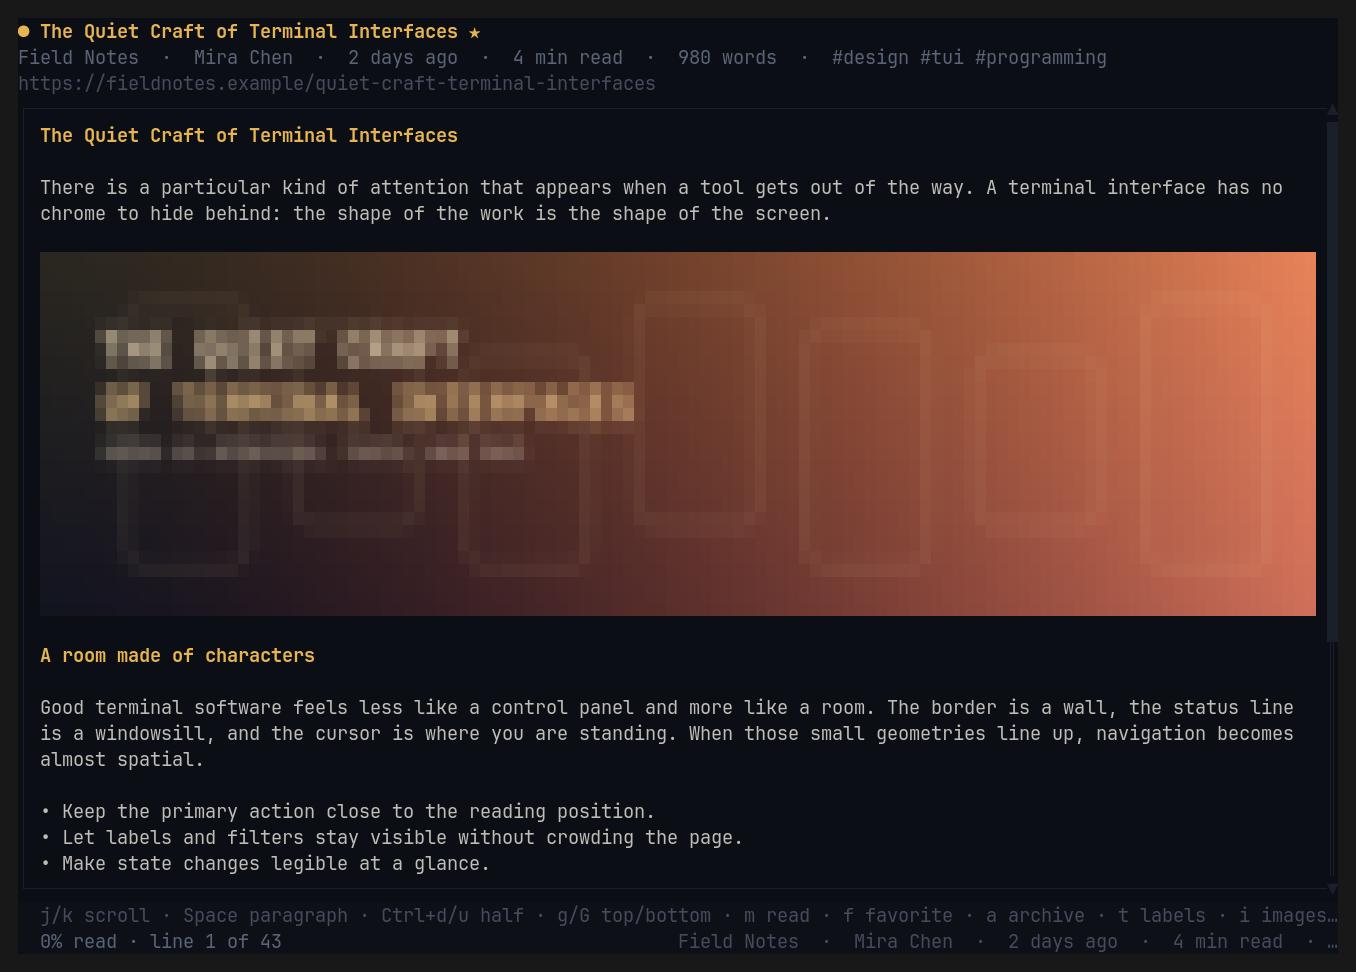 ● The Quiet Craft of Terminal Interfaces ★
Field Notes · Mira Chen · 2 days ago · 4 min read · 980 words · #design #tui #programming
https://fieldnotes.example/quiet-craft-terminal-interfaces
The Quiet Craft of Terminal Interfaces
There is a particular kind of attention that appears when a tool gets out of the way. A terminal interface has no
chrome to hide behind: the shape of the work is the shape of the screen.
A room made of characters
Good terminal software feels less like a control panel and more like a room. The border is a wall, the status line
is a windowsill, and the cursor is where you are standing. When those small geometries line up, navigation becomes
almost spatial.
• Keep the primary action close to the reading position.
• Let labels and filters stay visible without crowding the page.
• Make state changes legible at a glance.
j/k scroll · Space paragraph · Ctrl+d/u half · g/G top/bottom · m read · f favorite · a archive · t labels · i images…
0% read · line 1 of 43 Field Notes · Mira Chen · 2 days ago · 4 min read · …